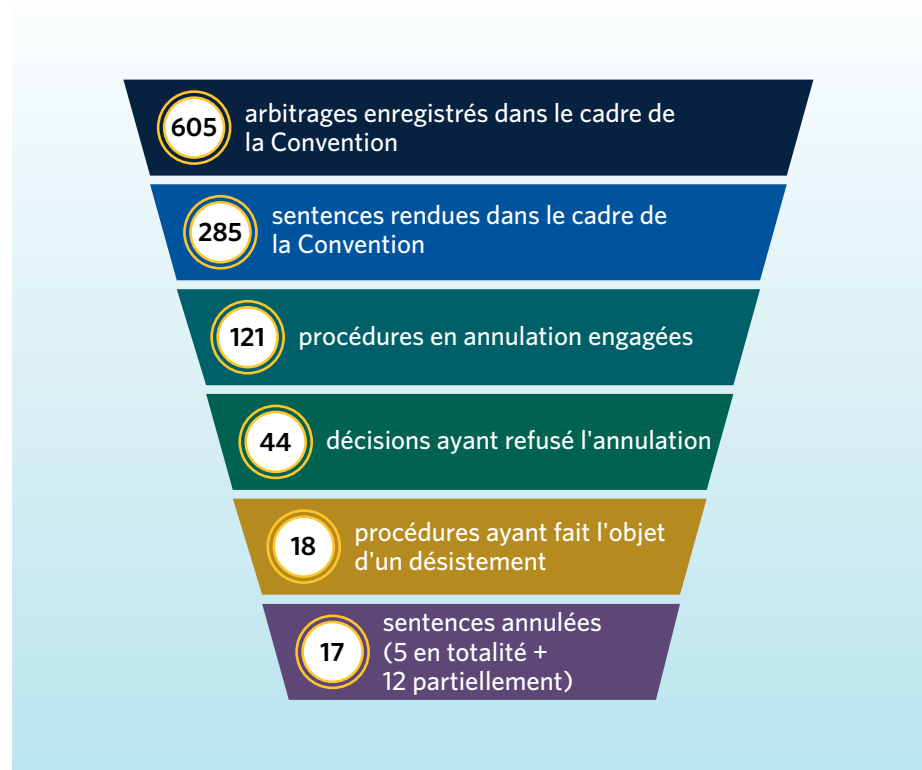 605
arbitrages enregistrés dans le cadre de
la Convention
285
sentences rendues dans le cadre de
la Convention
121
procédures en annulation engagées
44
décisions ayant refusé l'annulation
18
procédures ayant fait l'objet
d'un désistement
17
sentences annulées
(5 en totalité +
12 partiellement)